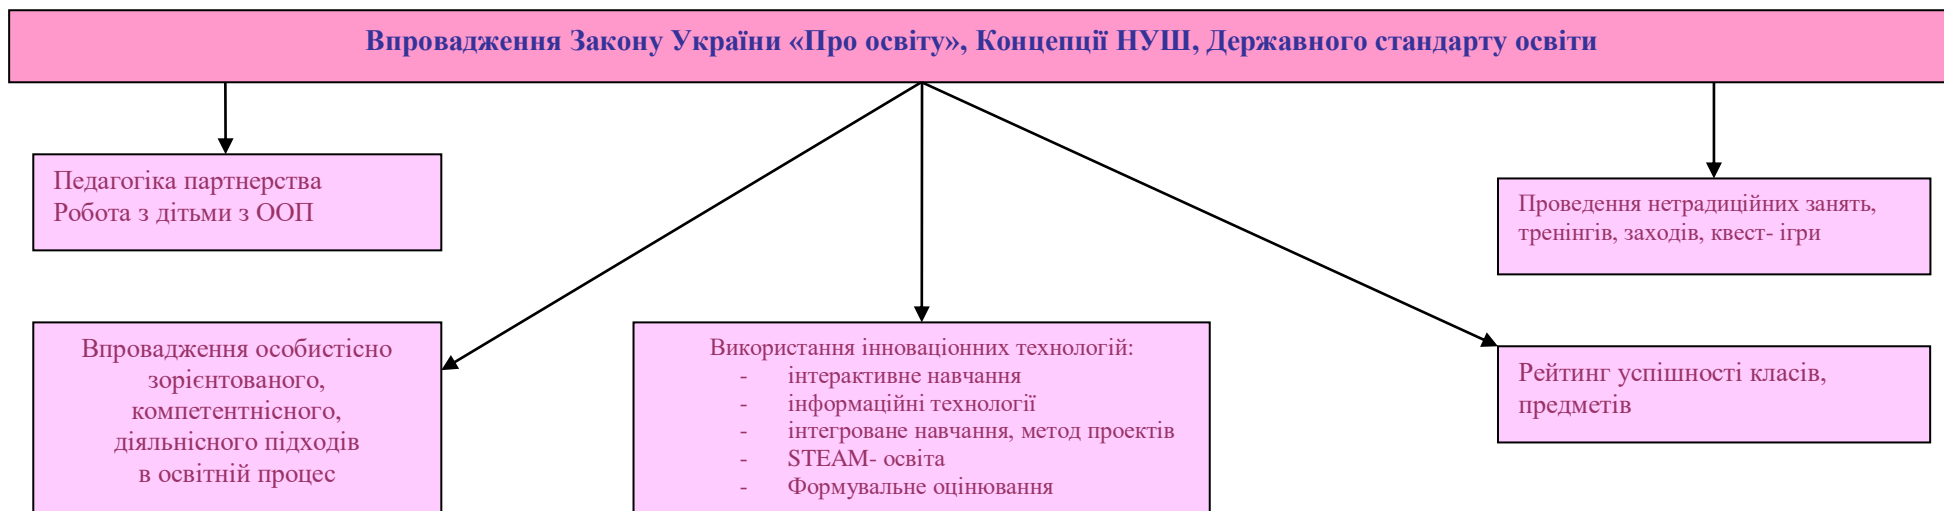 Впровадження Закону України «Про освіту», Концепції НУШ, Державного стандарту освіти
Педагогіка партнерства
Робота з дітьми з ООП
Проведення нетрадиційних занять,
тренінгів, заходів, квест- ігри
Впровадження особистісно
зорієнтованого,
компетентнісного,
діяльнісного підходів
в освітній процес
Використання інноваціонних технологій:
- інтерактивне навчання
- інформаційні технології
- інтегроване навчання, метод проектів
- STEAM- освіта
- Формувальне оцінювання
Рейтинг успішності класів,
предметів